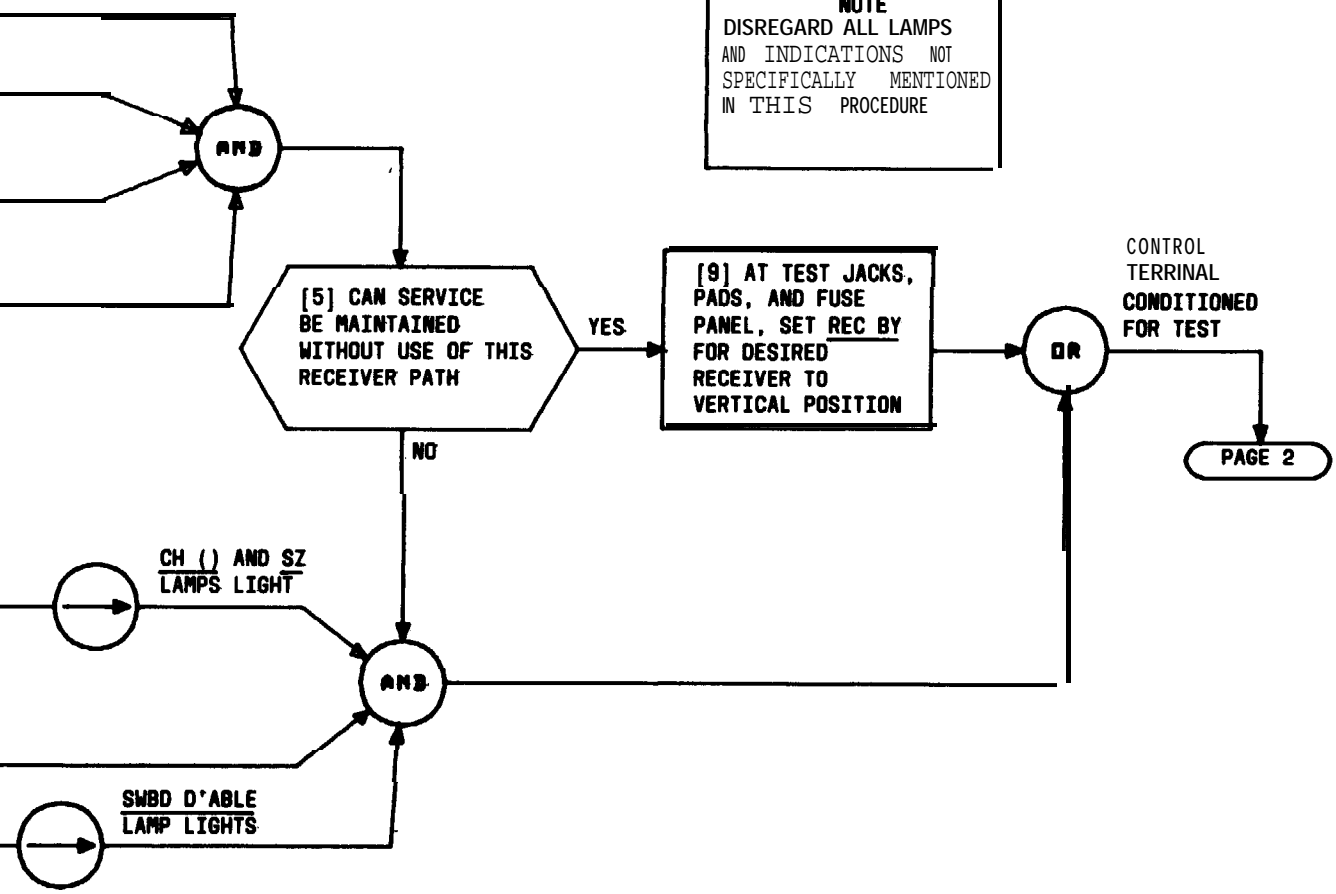 NOTE
DISREGARD ALL LAMPS
AND INDICATIONS NOT
SPECIFICALLY MENTIONED
IN THIS PROCEDURE
AND
[5] CAN SERVICE
BE MAINTAINED
WITHOUT USE OF THIS
RECEIVER PATH
YES
NO
[9] AT TEST JACKS,
PADS, AND FUSE
PANEL, SET REC BY
FOR DESIRED
RECEIVER TO
VERTICAL POSITION
OR
CONTROL
TERRINAL
CONDITIONED
FOR TEST
PAGE 2
CH () AND SZ
LAMPS LIGHT
AND
SWBD D'ABLE
LAMP LIGHTS